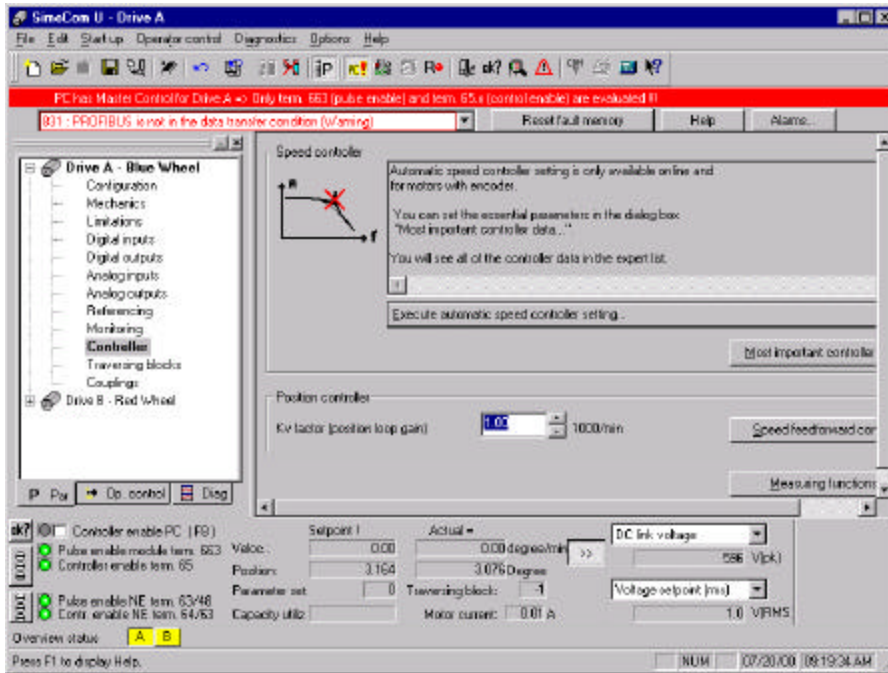 SimoCom U - Drive A
File Edit Start up Operator control Diagnostics Options Help
PC has Master Control for Drive A => Only term. 663 (pulse enable) and term. 65.x (control enable) are evaluated !!!
831 : PROFIBUS is not in the data transfer condition (Warning) Reset fault memory Help Alarms...
Drive A - Blue Wheel
Configuration
Mechanics
Limitations
Digital inputs
Digital outputs
Analog inputs
Analog outputs
Referencing
Monitoring
Controller
Traversing blocks
Couplings
Drive B - Red Wheel
Par Op. control Diag
Speed controller
n
f
Automatic speed controller setting is only available online and
for motors with encoder.
You can set the essential parameters in the dialog box
"Most important controller data..."
You will see all of the controller data in the expert list.
Execute automatic speed controller setting...
Most important controller
Position controller
Kv factor (position loop gain) 1.00 1000/min
Speed feedforward cor
Measuring functions
ok? Controller enable PC (F8)
Pulse enable module term. 663
Controller enable term. 65
Pulse enable NE term. 63/48
Contr. enable NE term. 64/63
Setpoint ! Actual =
Veloc.: 0.00 0.00 degree/min >>
Position: 3.164 3.076 Degree
Parameter set: 0 Traversing block: -1
Capacity utiliz.: Motor current: 0.01 A
DC link voltage
596 V(pk)
Voltage setpoint (rms)
1.0 V(RMS
Overview status A B
Press F1 to display Help. NUM 07/20/00 09:19:34 AM